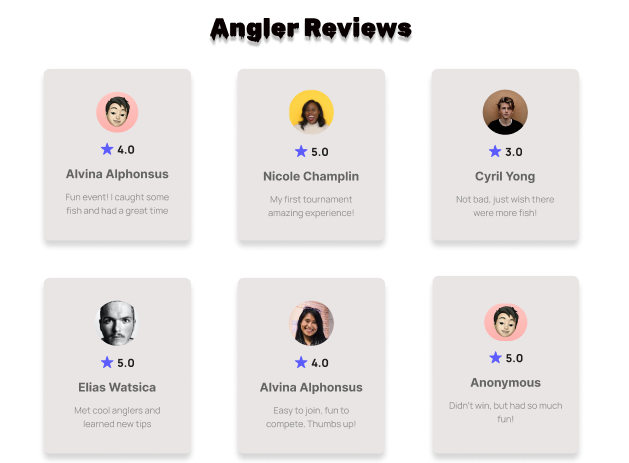 Angler Reviews
4.0
Alvina Alphonsus
Fun event! I caught some
fish and had a great time
5.0
Nicole Champlin
My first tournament
amazing experience!
3.0
Cyril Yong
Not bad, just wish there
were more fish!
5.0
Elias Watsica
Met cool anglers and
learned new tips
4.0
Alvina Alphonsus
Easy to join, fun to
compete, Thumbs up!
5.0
Anonymous
Didn't win, but had so much
fun!